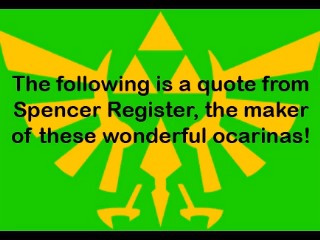 The following is a quote from
Spencer Register, the maker
of these wonderful ocarinas!